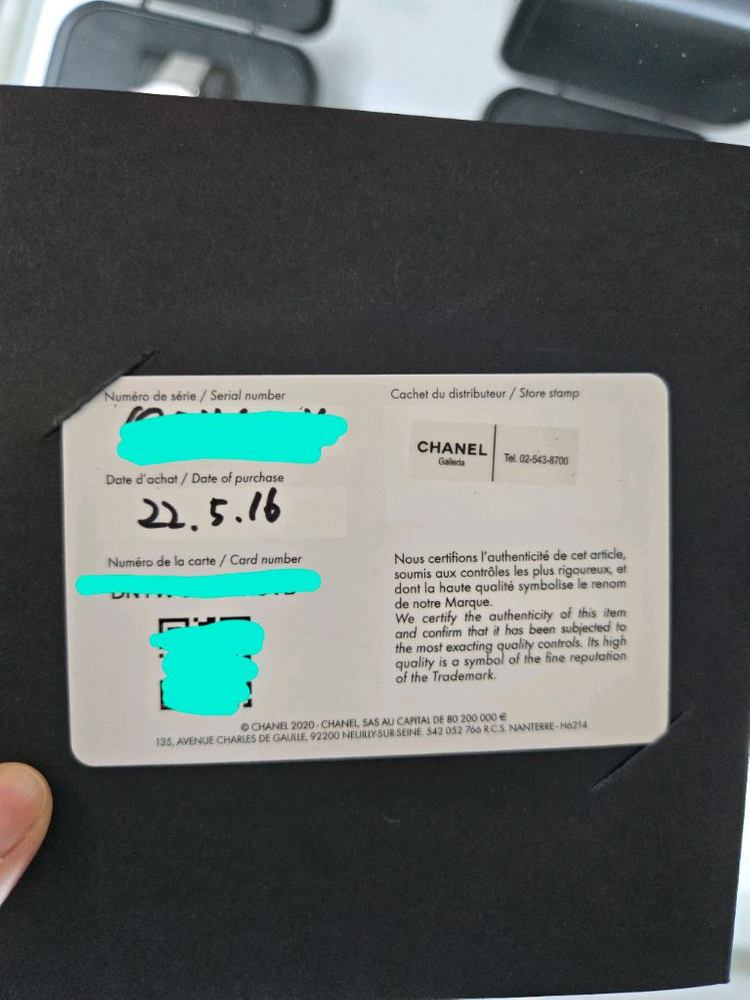 Numéro de série / Serial number
Date d'achat / Date of purchase
22.5.16
Numéro de la carte / Card number
Cachet du distributeur / Store stamp
CHANEL
Galleria
Tel. 02-543-8700
Nous certifions l'authenticité de cet article,
soumis aux contrôles les plus rigoureux, et
dont la haute qualité symbolise le renom
de notre Marque.
We certify the authenticity of this item
and confirm that it has been subjected to
the most exacting quality controls. Its high
quality is a symbol of the fine reputation
of the Trademark.
© CHANEL 2020 - CHANEL, SAS AU CAPITAL DE 80 200 000 €
135, AVENUE CHARLES DE GAULLE, 92200 NEUILLY-SUR-SEINE. 542 052 766 R.C.S. NANTERRE - H6214